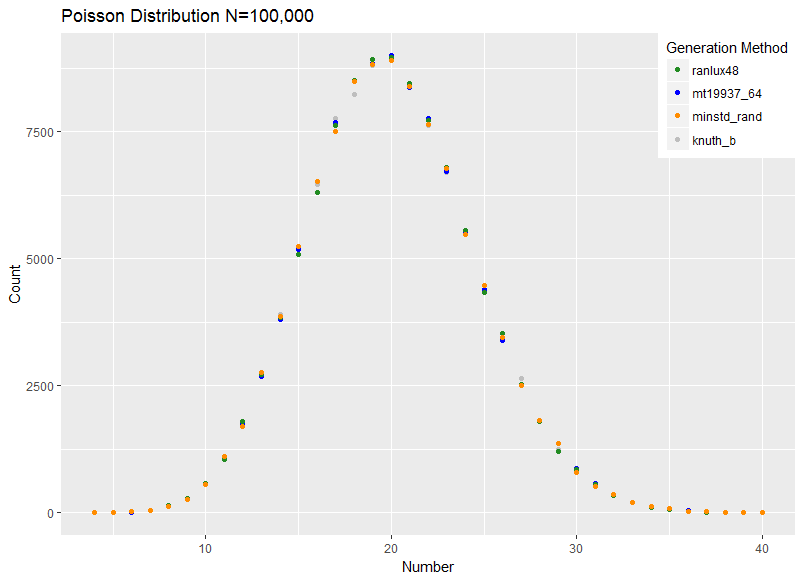 Poisson Distribution N=100,000
Generation Method
ranlux48
mt19937_64
minstd_rand
knuth_b
Count
7500
5000
2500
0
10 20 30 40
Number